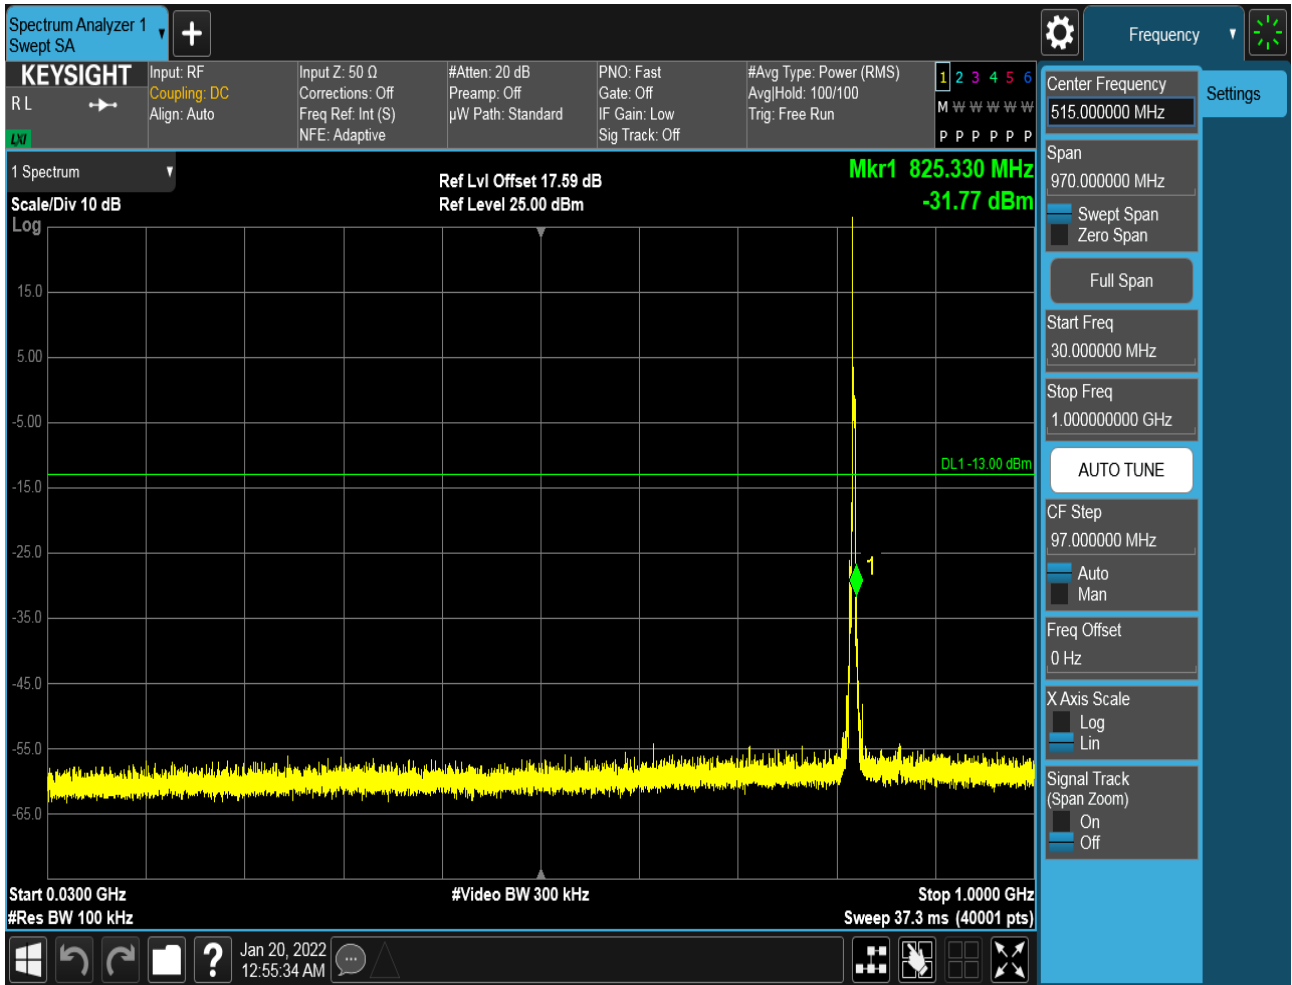 Spectrum Analyzer 1
Swept SA
Frequency
KEYSIGHT
R L
LXI
Input: RF
Coupling: DC
Align: Auto
Input Z: 50 Ω
Corrections: Off
Freq Ref: Int (S)
NFE: Adaptive
#Atten: 20 dB
Preamp: Off
µW Path: Standard
PNO: Fast
Gate: Off
IF Gain: Low
Sig Track: Off
#Avg Type: Power (RMS)
Avg|Hold: 100/100
Trig: Free Run
1 2 3 4 5 6
M W W W W W
P P P P P P
1 Spectrum
Scale/Div 10 dB
Log
Ref Lvl Offset 17.59 dB
Ref Level 25.00 dBm
Mkr1 825.330 MHz
-31.77 dBm
15.0
5.00
-5.00
-15.0
-25.0
-35.0
-45.0
-55.0
-65.0
DL1 -13.00 dBm
1
Start 0.0300 GHz
#Res BW 100 kHz
#Video BW 300 kHz
Stop 1.0000 GHz
Sweep 37.3 ms (40001 pts)
Center Frequency
515.000000 MHz
Span
970.000000 MHz
Swept Span
Zero Span
Full Span
Start Freq
30.000000 MHz
Stop Freq
1.000000000 GHz
AUTO TUNE
CF Step
97.000000 MHz
Auto
Man
Freq Offset
0 Hz
X Axis Scale
Log
Lin
Signal Track
(Span Zoom)
On
Off
Settings
?
Jan 20, 2022
12:55:34 AM